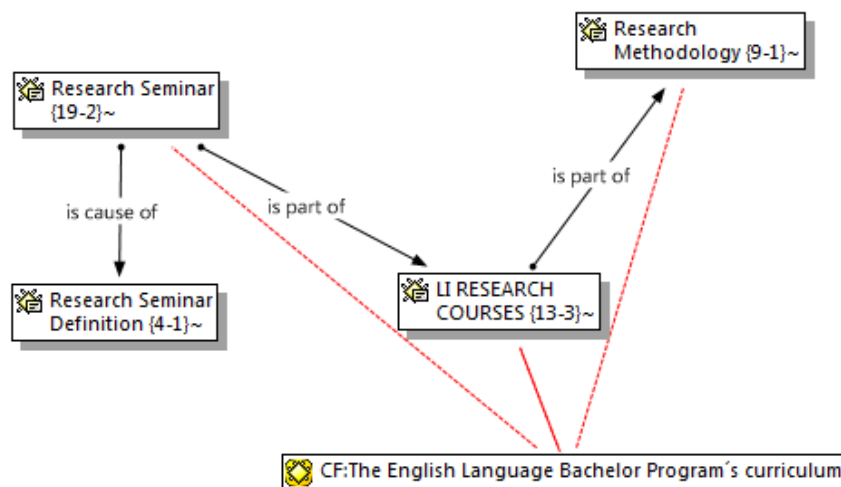 Research
Methodology {9-1}~
Research Seminar
{19-2}~
is part of
is cause of
is part of
Research Seminar
Definition {4-1}~
LI RESEARCH
COURSES {13-3}~
CF:The English Language Bachelor Program´s curriculum